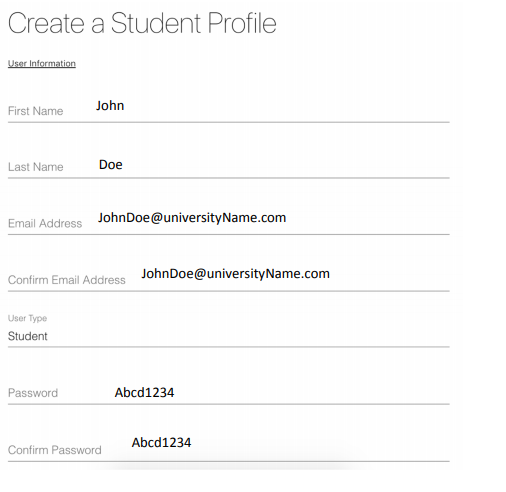 Create a Student Profile
User Information
First Name John
Last Name Doe
Email Address JohnDoe@universityName.com
Confirm Email Address JohnDoe@universityName.com
User Type
Student
Password Abcd1234
Confirm Password Abcd1234